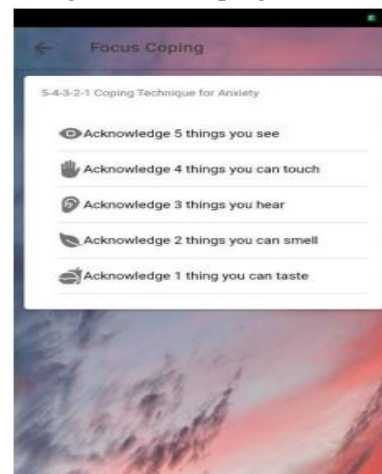 Focus Coping
5-4-3-2-1 Coping Technique for Anxiety
Acknowledge 5 things you see
Acknowledge 4 things you can touch
Acknowledge 3 things you hear
Acknowledge 2 things you can smell
Acknowledge 1 thing you can taste